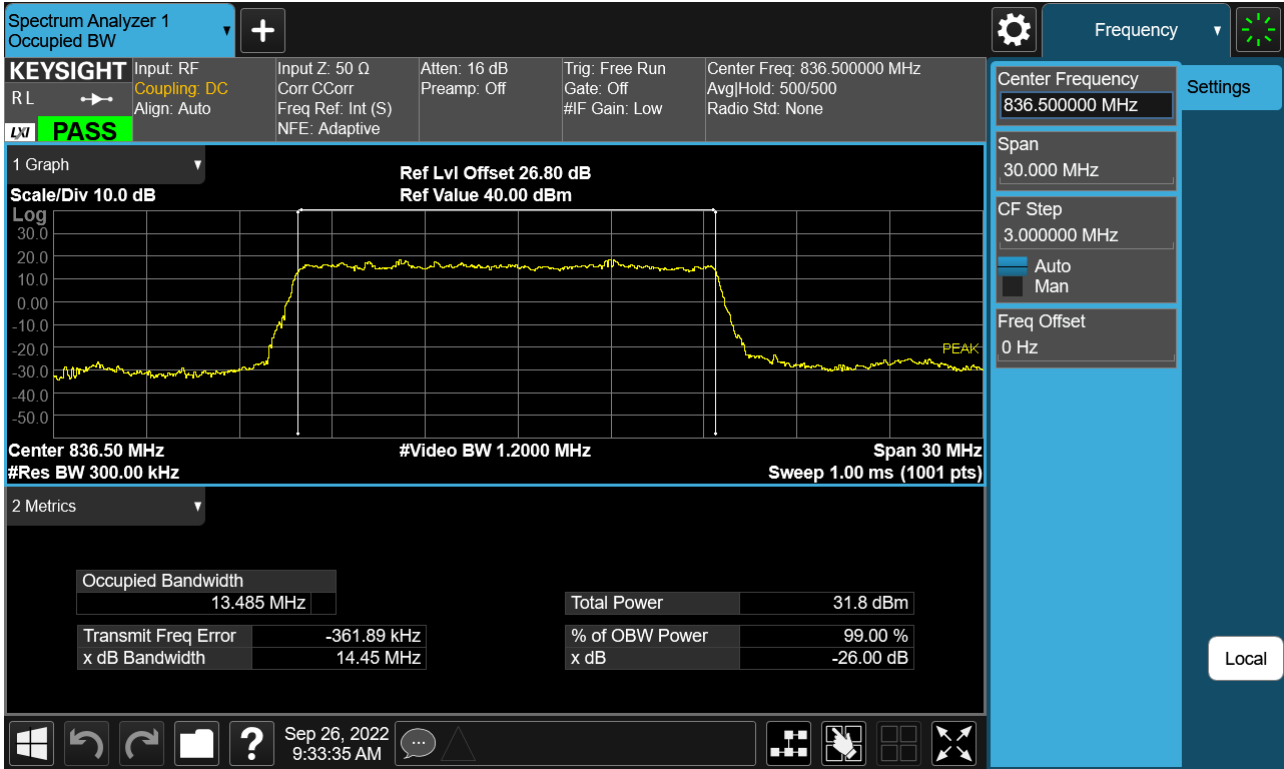 Spectrum Analyzer 1
Occupied BW
Frequency
KEYSIGHT
R L
LXI PASS
Input: RF
Coupling: DC
Align: Auto
Input Z: 50 Ω
Corr CCorr
Freq Ref: Int (S)
NFE: Adaptive
Atten: 16 dB
Preamp: Off
Trig: Free Run
Gate: Off
#IF Gain: Low
Center Freq: 836.500000 MHz
Avg|Hold: 500/500
Radio Std: None
Center Frequency
836.500000 MHz
Settings
Span
30.000 MHz
CF Step
3.000000 MHz
Auto
Man
Freq Offset
0 Hz
Local
1 Graph
Scale/Div 10.0 dB
Ref Lvl Offset 26.80 dB
Ref Value 40.00 dBm
Log
30.0
20.0
10.0
0.00
-10.0
-20.0
-30.0
-40.0
-50.0
PEAK
Center 836.50 MHz
#Video BW 1.2000 MHz
Span 30 MHz
#Res BW 300.00 kHz
Sweep 1.00 ms (1001 pts)
2 Metrics
Occupied Bandwidth
13.485 MHz
Total Power 31.8 dBm
Transmit Freq Error -361.89 kHz
% of OBW Power 99.00 %
x dB Bandwidth 14.45 MHz
x dB -26.00 dB
?
Sep 26, 2022
9:33:35 AM